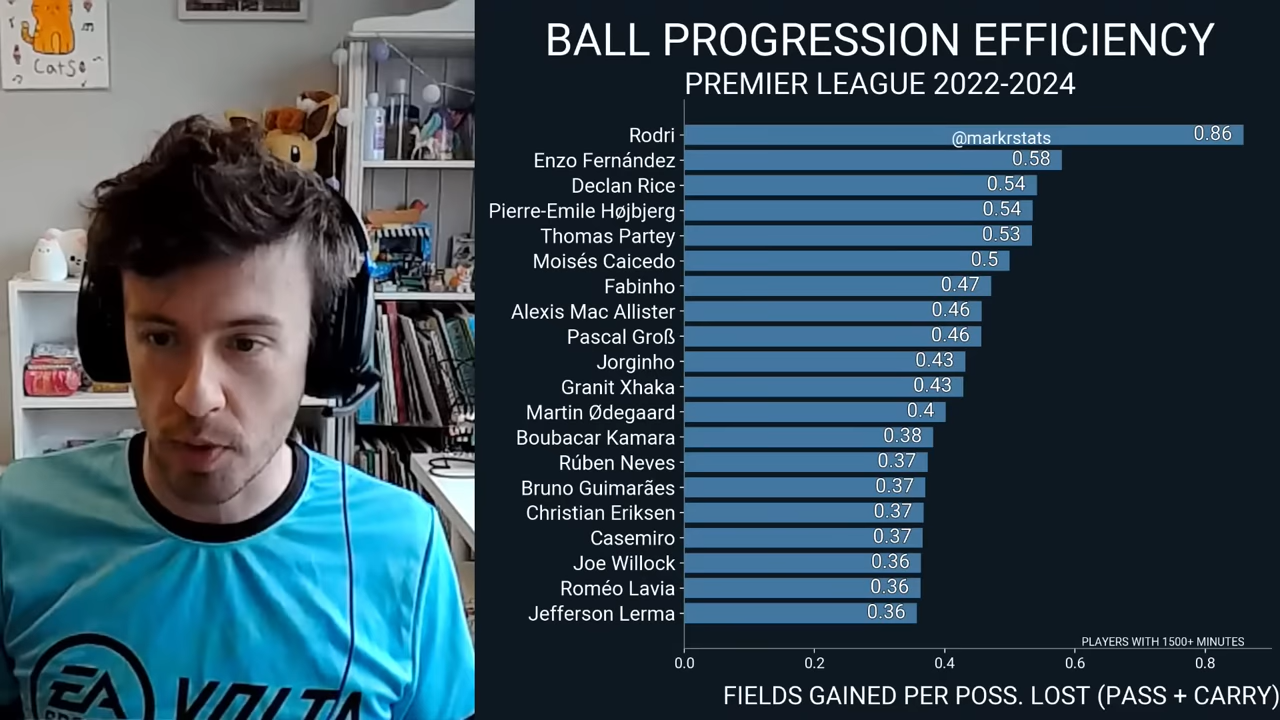 BALL PROGRESSION EFFICIENCY
PREMIER LEAGUE 2022-2024
Rodri 0.86
@markrstats
Enzo Fernández 0.58
Declan Rice 0.54
Pierre-Emile Højbjerg 0.54
Thomas Partey 0.53
Moisés Caicedo 0.5
Fabinho 0.47
Alexis Mac Allister 0.46
Pascal Groß 0.46
Jorginho 0.43
Granit Xhaka 0.43
Martin Ødegaard 0.4
Boubacar Kamara 0.38
Rúben Neves 0.37
Bruno Guimarães 0.37
Christian Eriksen 0.37
Casemiro 0.37
Joe Willock 0.36
Roméo Lavia 0.36
Jefferson Lerma 0.36
PLAYERS WITH 1500+ MINUTES
0.0 0.2 0.4 0.6 0.8
FIELDS GAINED PER POSS. LOST (PASS + CARRY)
Cats
EA VOLTA